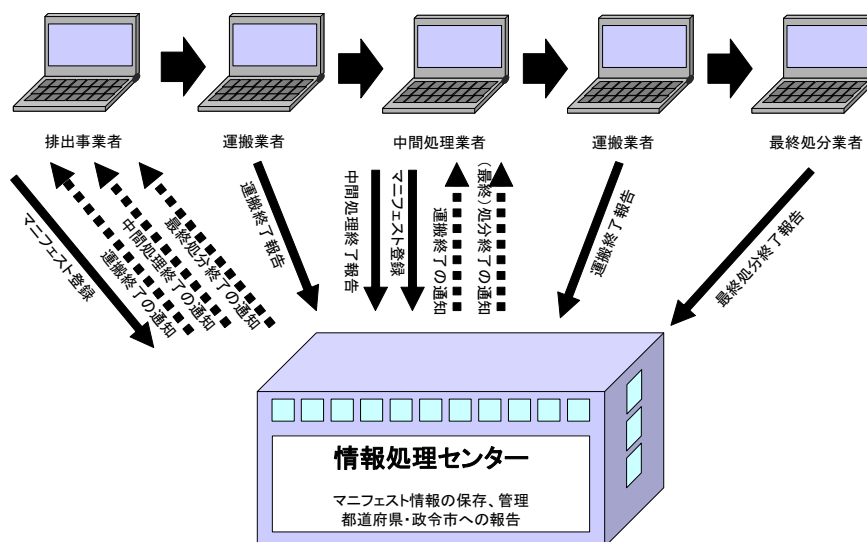 排出事業者
運搬業者
中間処理業者
運搬業者
最終処分業者
マニフェスト登録
運搬終了の通知
中間処理終了の通知
最終処分終了の通知
運搬終了報告
中間処理終了報告
マニフェスト登録
運搬終了の通知
(最終)処分終了の通知
運搬終了報告
最終処分終了報告
情報処理センター
マニフェスト情報の保存、管理
都道府県・政令市への報告